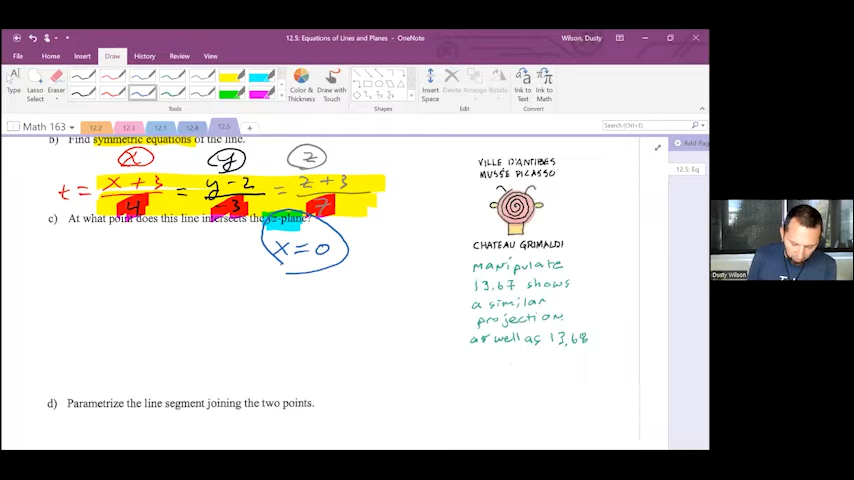 12.5: Equations of Lines and Planes - OneNote
Wilson, Dusty
File Home Insert Draw History Review View
Type
Lasso Select
Eraser
Color & Thickness
Draw with Touch
Insert Space
Delete
Arrange
Ink to Text
Ink to Math
Tools
Shapes
Edit
Convert
Math 163
12.2 12.3 12.1 12.4 12.5 +
Search (Ctrl+E)
Add Pag
12.5: Eq
b) Find symmetric equations of the line.
x y z
t = x + 3 / 4 = y - 2 / -3 = z + 3 / 7
c) At what point does this line intersects the yz-plane?
x = 0
VILLE D'ANTIBES
MUSSE PICASSO
CHATEAU GRIMALDI
manipulate
13.67 shows
a similar
projection
as well as 13.68
d) Parametrize the line segment joining the two points.
Dusty Wilson